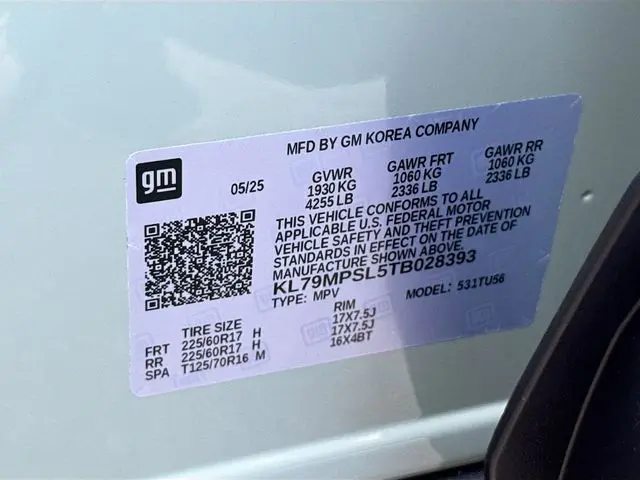 MFD BY GM KOREA COMPANY
gm
05/25
GVWR
1930 KG
4255 LB
GAWR FRT
1060 KG
2336 LB
GAWR RR
1060 KG
2336 LB
THIS VEHICLE CONFORMS TO ALL
APPLICABLE U.S. FEDERAL MOTOR
VEHICLE SAFETY AND THEFT PREVENTION
STANDARDS IN EFFECT ON THE DATE OF
MANUFACTURE SHOWN ABOVE.
KL79MPSL5TB028393
TYPE: MPV MODEL: 531TU56
TIRE SIZE RIM
FRT 225/60R17 H 17X7.5J
RR 225/60R17 H 17X7.5J
SPA T125/70R16 M 16X4BT